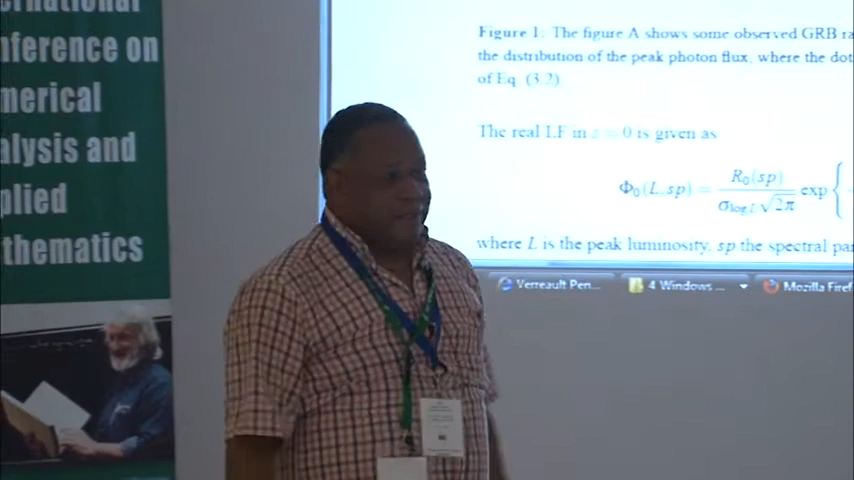 ernational
nference on
merical
alysis and
plied
thematics
Figure 1. The figure A shows some observed GRB ra
the distribution of the peak photon flux, where the dot
of Eq. (3.2)
The real LF in z = 0 is given as
Φ0(L, sp) = R0(sp) / σlog L √2π exp {
where L is the peak luminosity, sp the spectral par
Verreault Pen...
4 Windows ...
Mozilla Firef